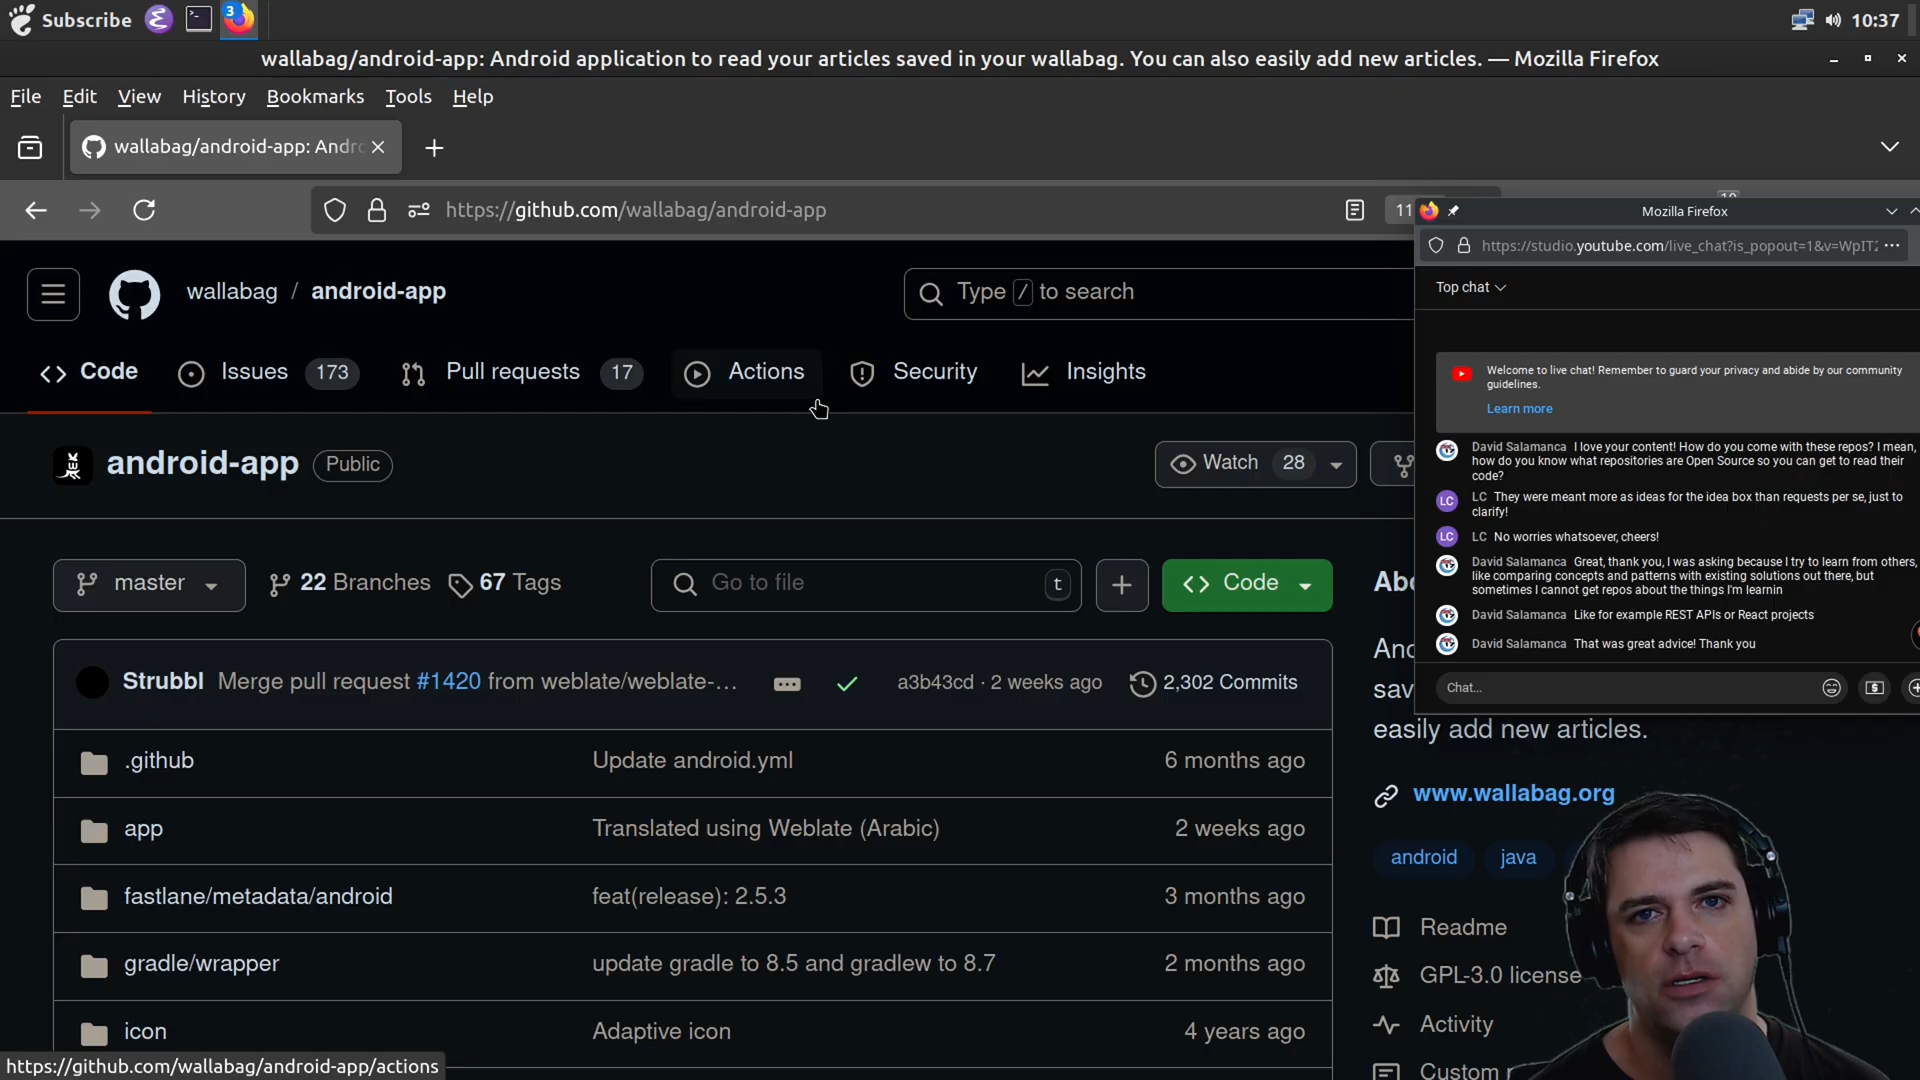 Subscribe
3
10:37
wallabag/android-app: Android application to read your articles saved in your wallabag. You can also easily add new articles. — Mozilla Firefox
File Edit View History Bookmarks Tools Help
wallabag/android-app: Andro
https://github.com/wallabag/android-app
11
Mozilla Firefox
https://studio.youtube.com/live_chat?is_popout=1&v=WpIT
Top chat
wallabag / android-app
Type / to search
Code
Issues 173
Pull requests 17
Actions
Security
Insights
Welcome to live chat! Remember to guard your privacy and abide by our community
guidelines.
Learn more
David Salamanca I love your content! How do you come with these repos? I mean,
how do you know what repositories are Open Source so you can get to read their
code?
LC LC They were meant more as ideas for the idea box than requests per se, just to
clarify!
LC LC No worries whatsoever, cheers!
David Salamanca Great, thank you, I was asking because I try to learn from others,
like comparing concepts and patterns with existing solutions out there, but
sometimes I cannot get repos about the things I'm learnin
David Salamanca Like for example REST APIs or React projects
David Salamanca That was great advice! Thank you
Chat...
android-app Public
Watch 28
master
22 Branches
67 Tags
Go to file t
Code
Abo
And
sav
easily add new articles.
Strubbl Merge pull request #1420 from weblate/weblate-...
a3b43cd · 2 weeks ago
2,302 Commits
.github Update android.yml 6 months ago
app Translated using Weblate (Arabic) 2 weeks ago
fastlane/metadata/android feat(release): 2.5.3 3 months ago
gradle/wrapper update gradle to 8.5 and gradlew to 8.7 2 months ago
icon Adaptive icon 4 years ago
www.wallabag.org
android java
Readme
GPL-3.0 license
Activity
Custom
https://github.com/wallabag/android-app/actions